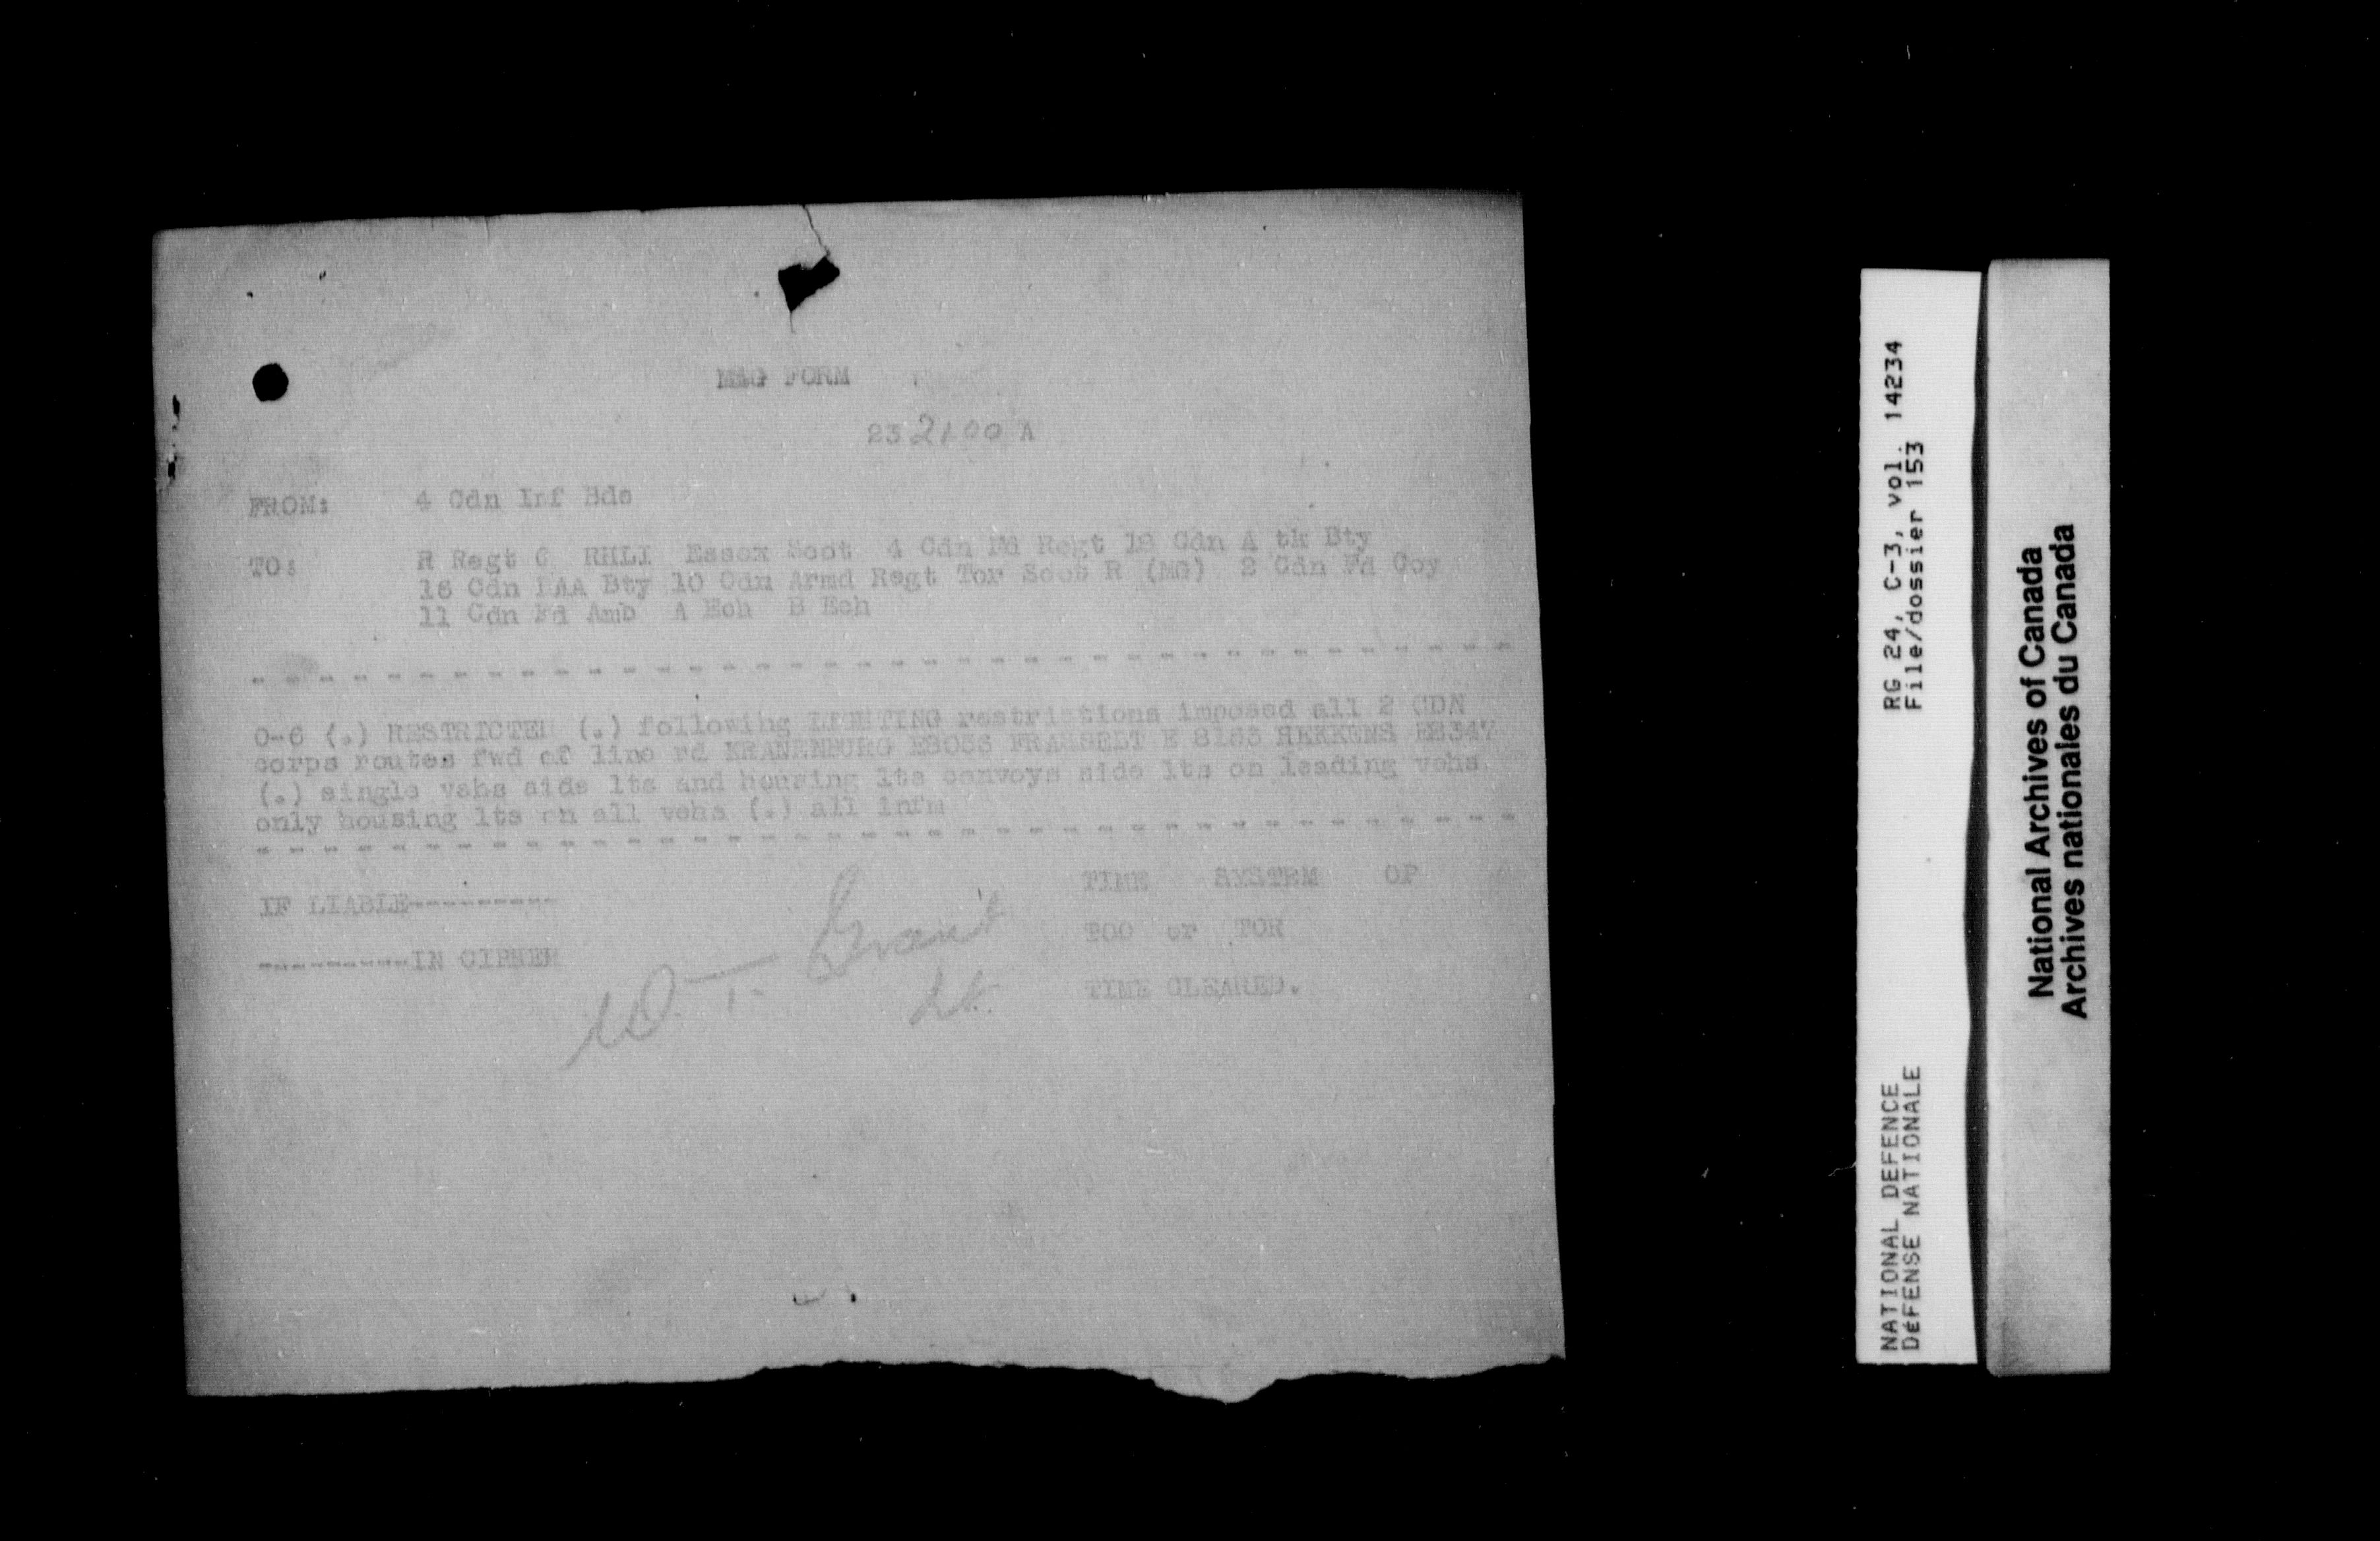 MSG FORM
232100 A
FROM: 4 Cdn Inf Bde
TO: R Regt C RHLI Essex Scot 4 Cdn Fd Regt 18 Cdn A tk Bty
16 Cdn LAA Bty 10 Cdn Armd Regt Tor Scot R (MG) 2 Cdn Fd Coy
11 Cdn Fd Amb A Ech B Ech
O-6 (.) RESTRICTED (.) following LIGHTING restrictions imposed all 2 CDN
corps routes fwd of line rd KRANENBURG FRASSELT E HEKKENS
(.) single vehs side lts and housing lts convoys side lts on leading vehs
only housing lts on all vehs (.) all infm
IF LIABLE----------
----------IN CIPHER
TIME SYSTEM OP
TOO or TOR
TIME CLEARED.
W.T. Grant
Lt.
RG 24, C-3, vol. 14234
File/dossier 153
NATIONAL DEFENCE
DéFENSE NATIONALE
National Archives of Canada
Archives nationales du Canada